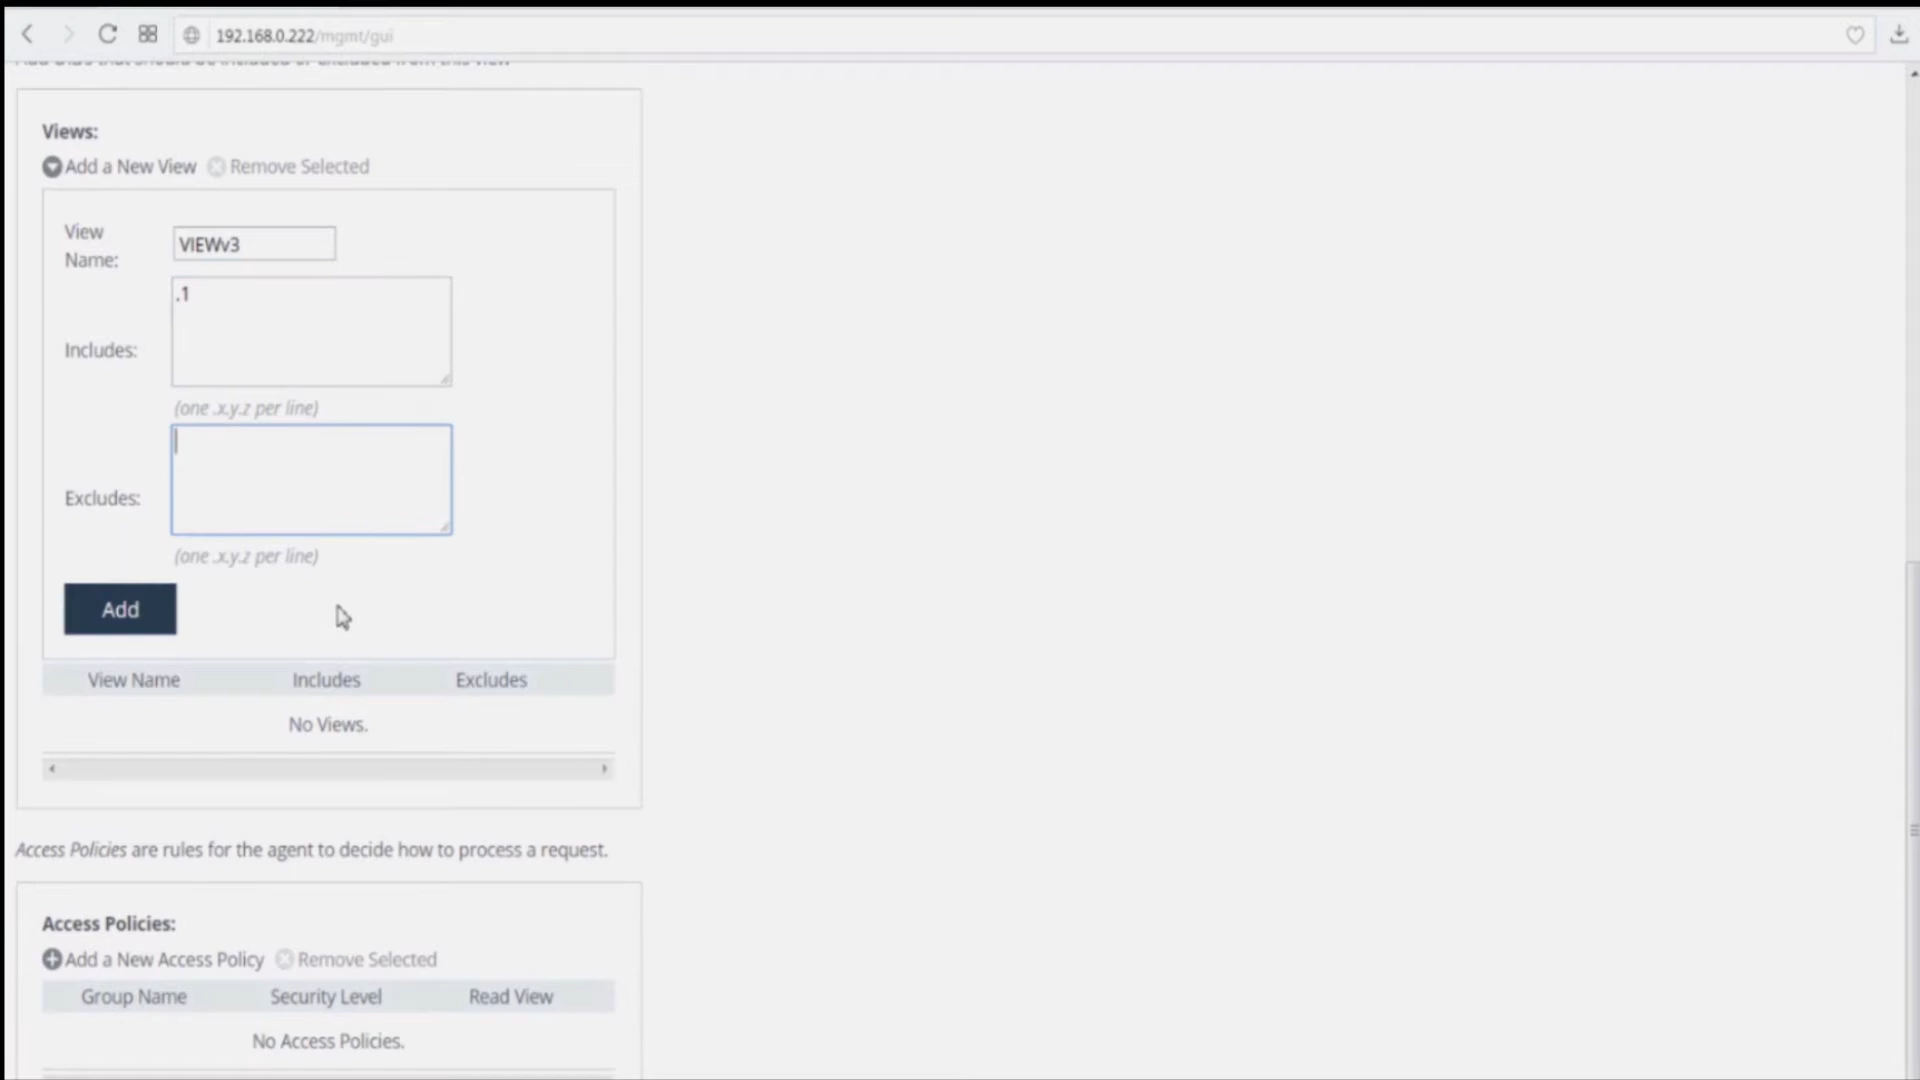 192.168.0.222/mgmt/gui
Views:
Add a New View Remove Selected
View
Name:
VIEWv3
.1
Includes:
(one .x.y.z per line)
Excludes:
(one .x.y.z per line)
Add
View Name Includes Excludes
No Views.
Access Policies are rules for the agent to decide how to process a request.
Access Policies:
Add a New Access Policy Remove Selected
Group Name Security Level Read View
No Access Policies.